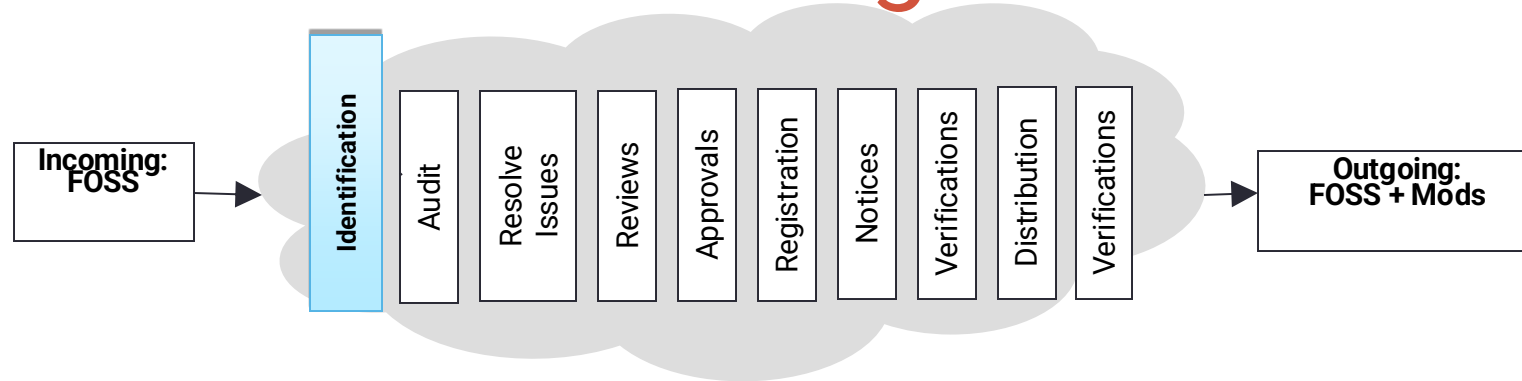 Incoming:
FOSS
Identification
Audit
Resolve
Issues
Reviews
Approvals
Registration
Notices
Verifications
Distribution
Verifications
Outgoing:
FOSS + Mods